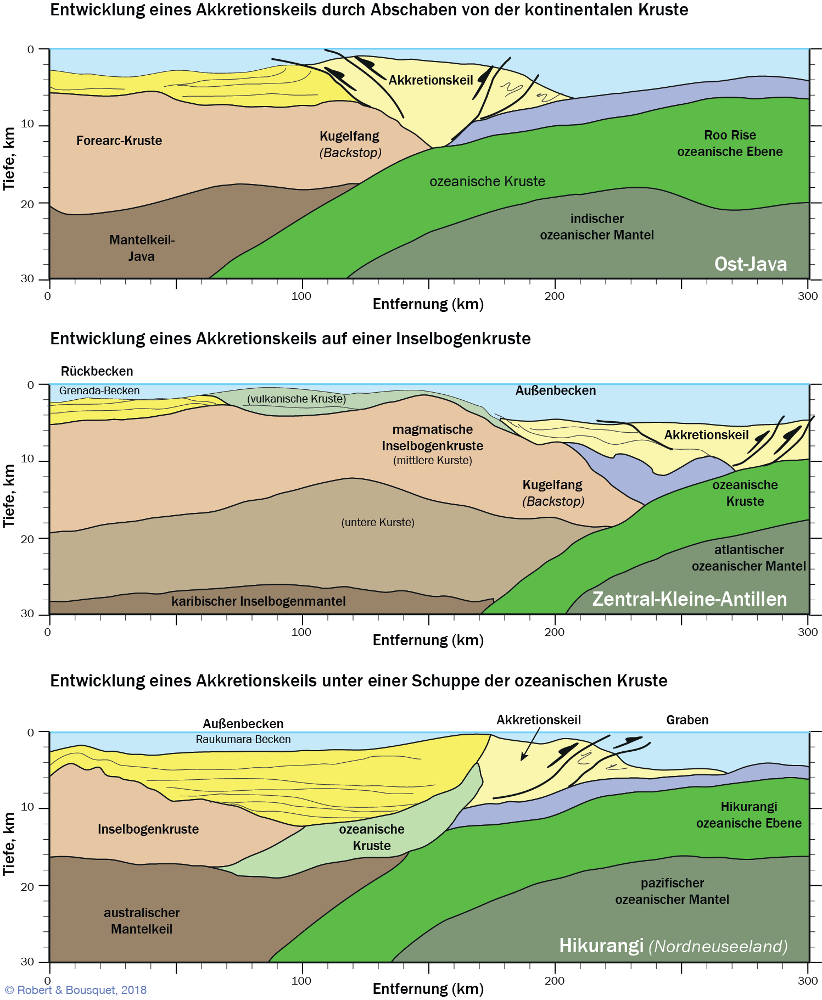 Entwicklung eines Akkretionskeils durch Abschaben von der kontinentalen Kruste
0
10
20
30
Tiefe, km
Akkretionskeil
Forearc-Kruste
Kugelfang
(Backstop)
Roo Rise
ozeanische Ebene
ozeanische Kruste
indischer
ozeanischer Mantel
Mantelkeil-
Java
Ost-Java
0
100
200
300
Entfernung (km)
Entwicklung eines Akkretionskeils auf einer Inselbogenkruste
Rückbecken
0
10
20
30
Tiefe, km
Grenada-Becken
(vulkanische Kruste)
Außenbecken
magmatische
Inselbogenkruste
(mittlere Kurste)
Akkretionskeil
Kugelfang
(Backstop)
ozeanische
Kruste
(untere Kurste)
atlantischer
ozeanischer Mantel
karibischer Inselbogenmantel
Zentral-Kleine-Antillen
0
100
200
300
Entfernung (km)
Entwicklung eines Akkretionskeils unter einer Schuppe der ozeanischen Kruste
Außenbecken
Akkretionskeil
Graben
0
10
20
30
Tiefe, km
Raukumara-Becken
Inselbogenkruste
ozeanische
Kruste
Hikurangi
ozeanische Ebene
pazifischer
ozeanischer Mantel
australischer
Mantelkeil
Hikurangi (Nordneuseeland)
0
100
200
300
Entfernung (km)
© Robert & Bousquet, 2018